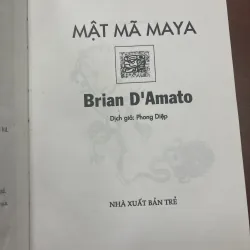 MẬT MÃ MAYA
Brian D'Amato
Dịch giả: Phong Diệp
NHÀ XUẤT BẢN TRẺ